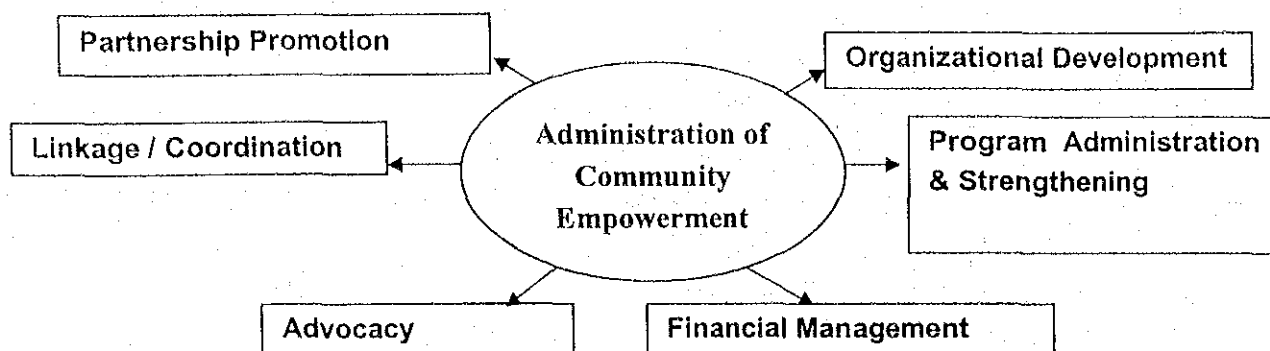 Partnership Promotion
Organizational Development
Linkage / Coordination
Administration of
Community
Empowerment
Program Administration
& Strengthening
Advocacy
Financial Management